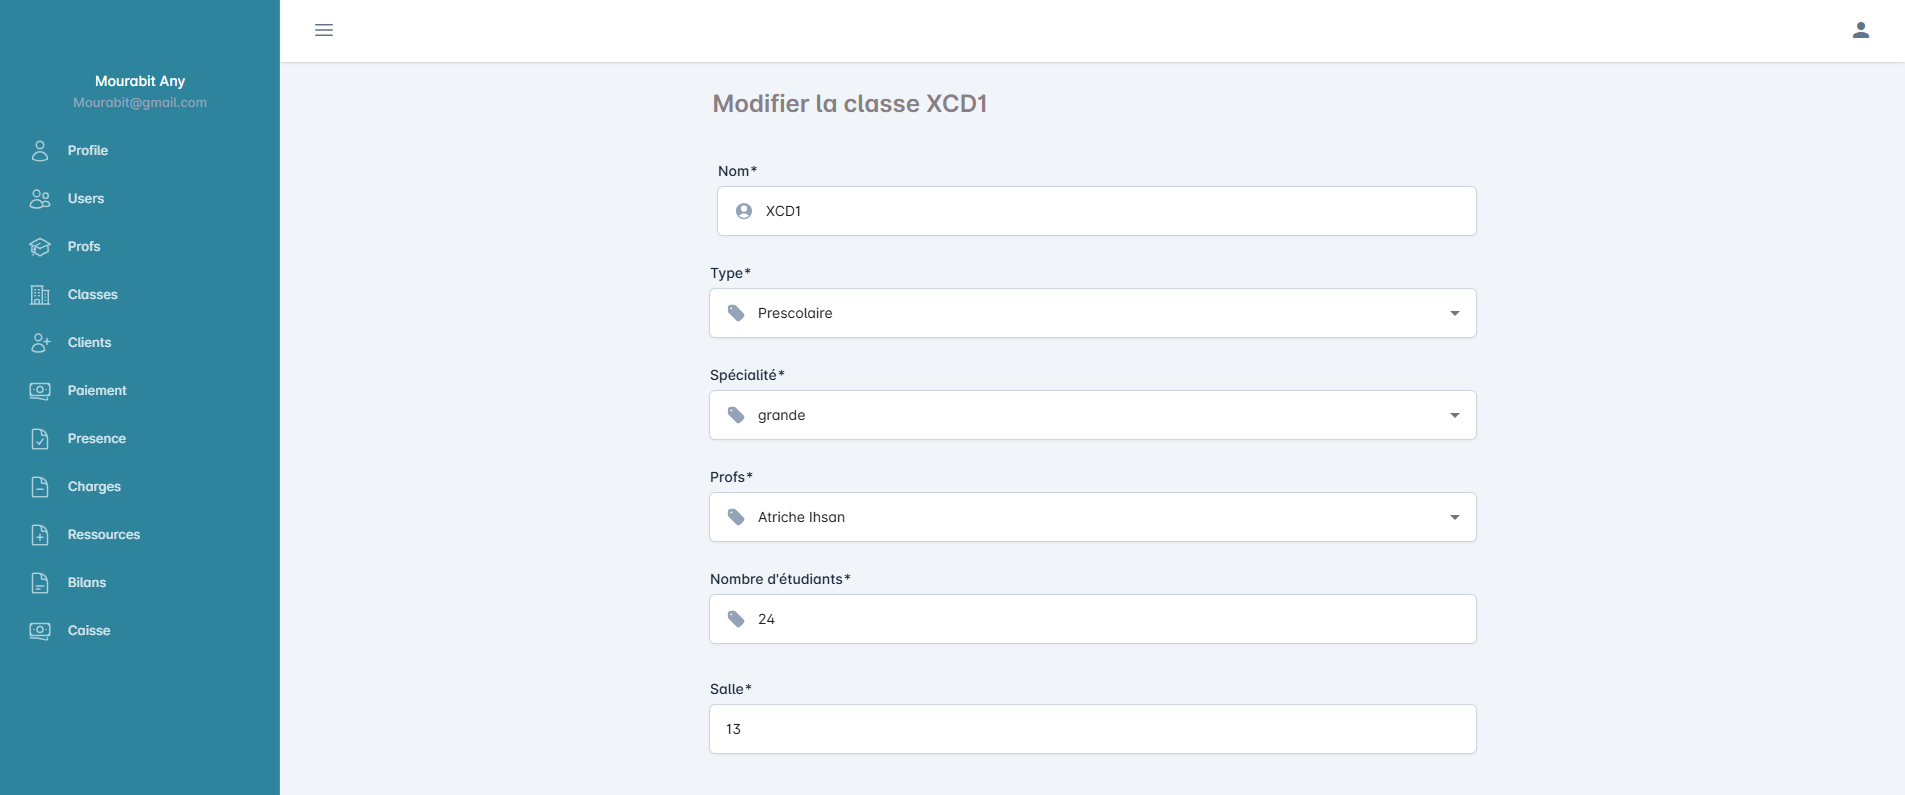 Mourabit Any
Mourabit@gmail.com
Profile
Users
Profs
Classes
Clients
Paiement
Presence
Charges
Ressources
Bilans
Caisse
Modifier la classe XCD1
Nom*
XCD1
Type*
Prescolaire
Spécialité*
grande
Profs*
Atriche Ihsan
Nombre d'étudiants*
24
Salle*
13